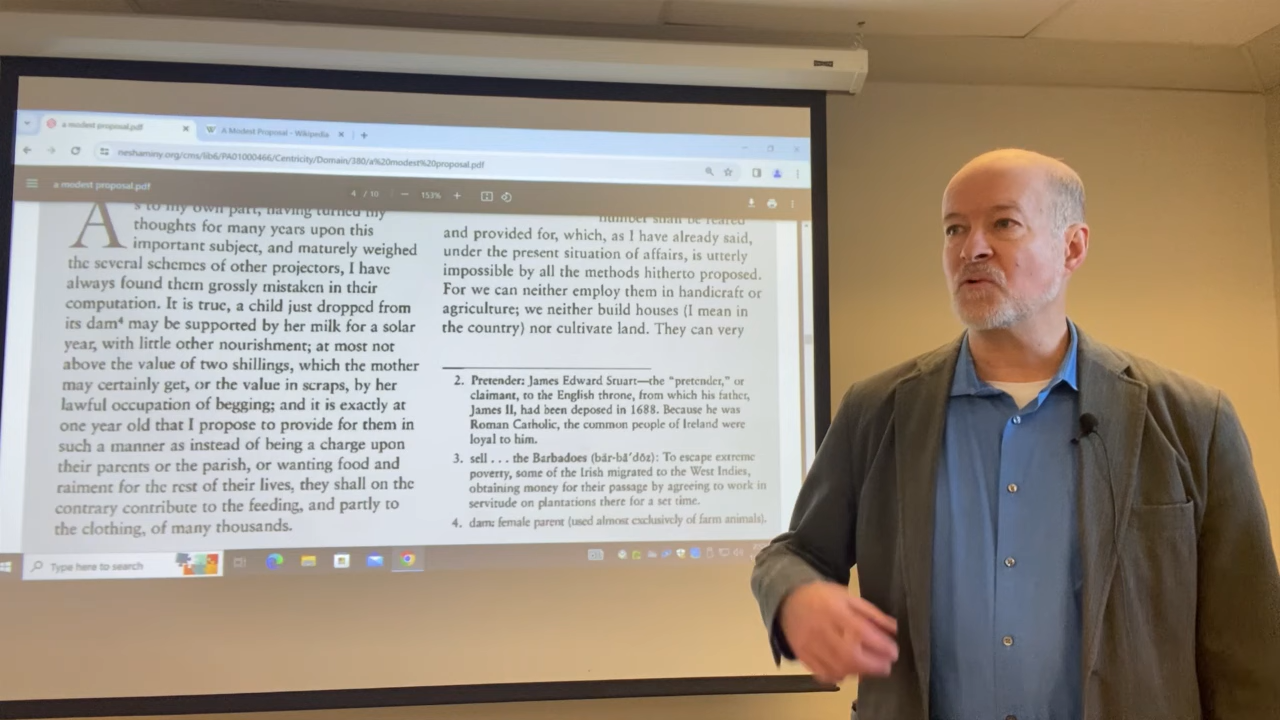 a modest proposal.pdf
A Modest Proposal - Wikipedia
neshaminy.org/cms/lib6/PA01000466/Centricity/Domain/380/a%20modest%20proposal.pdf
a modest proposal.pdf
4 / 10
153%
As to my own part, having turned my
thoughts for many years upon this
important subject, and maturely weighed
the several schemes of other projectors, I have
always found them grossly mistaken in their
computation. It is true, a child just dropped from
its dam⁴ may be supported by her milk for a solar
year, with little other nourishment; at most not
above the value of two shillings, which the mother
may certainly get, or the value in scraps, by her
lawful occupation of begging; and it is exactly at
one year old that I propose to provide for them in
such a manner as instead of being a charge upon
their parents or the parish, or wanting food and
raiment for the rest of their lives, they shall on the
contrary contribute to the feeding, and partly to
the clothing, of many thousands.
number shall be reared
and provided for, which, as I have already said,
under the present situation of affairs, is utterly
impossible by all the methods hitherto proposed.
For we can neither employ them in handicraft or
agriculture; we neither build houses (I mean in
the country) nor cultivate land. They can very
2. Pretender: James Edward Stuart—the “pretender,” or
claimant, to the English throne, from which his father,
James II, had been deposed in 1688. Because he was
Roman Catholic, the common people of Ireland were
loyal to him.
3. sell . . . the Barbadoes (bär-bā′dōz): To escape extreme
poverty, some of the Irish migrated to the West Indies,
obtaining money for their passage by agreeing to work in
servitude on plantations there for a set time.
4. dam: female parent (used almost exclusively of farm animals).
Type here to search